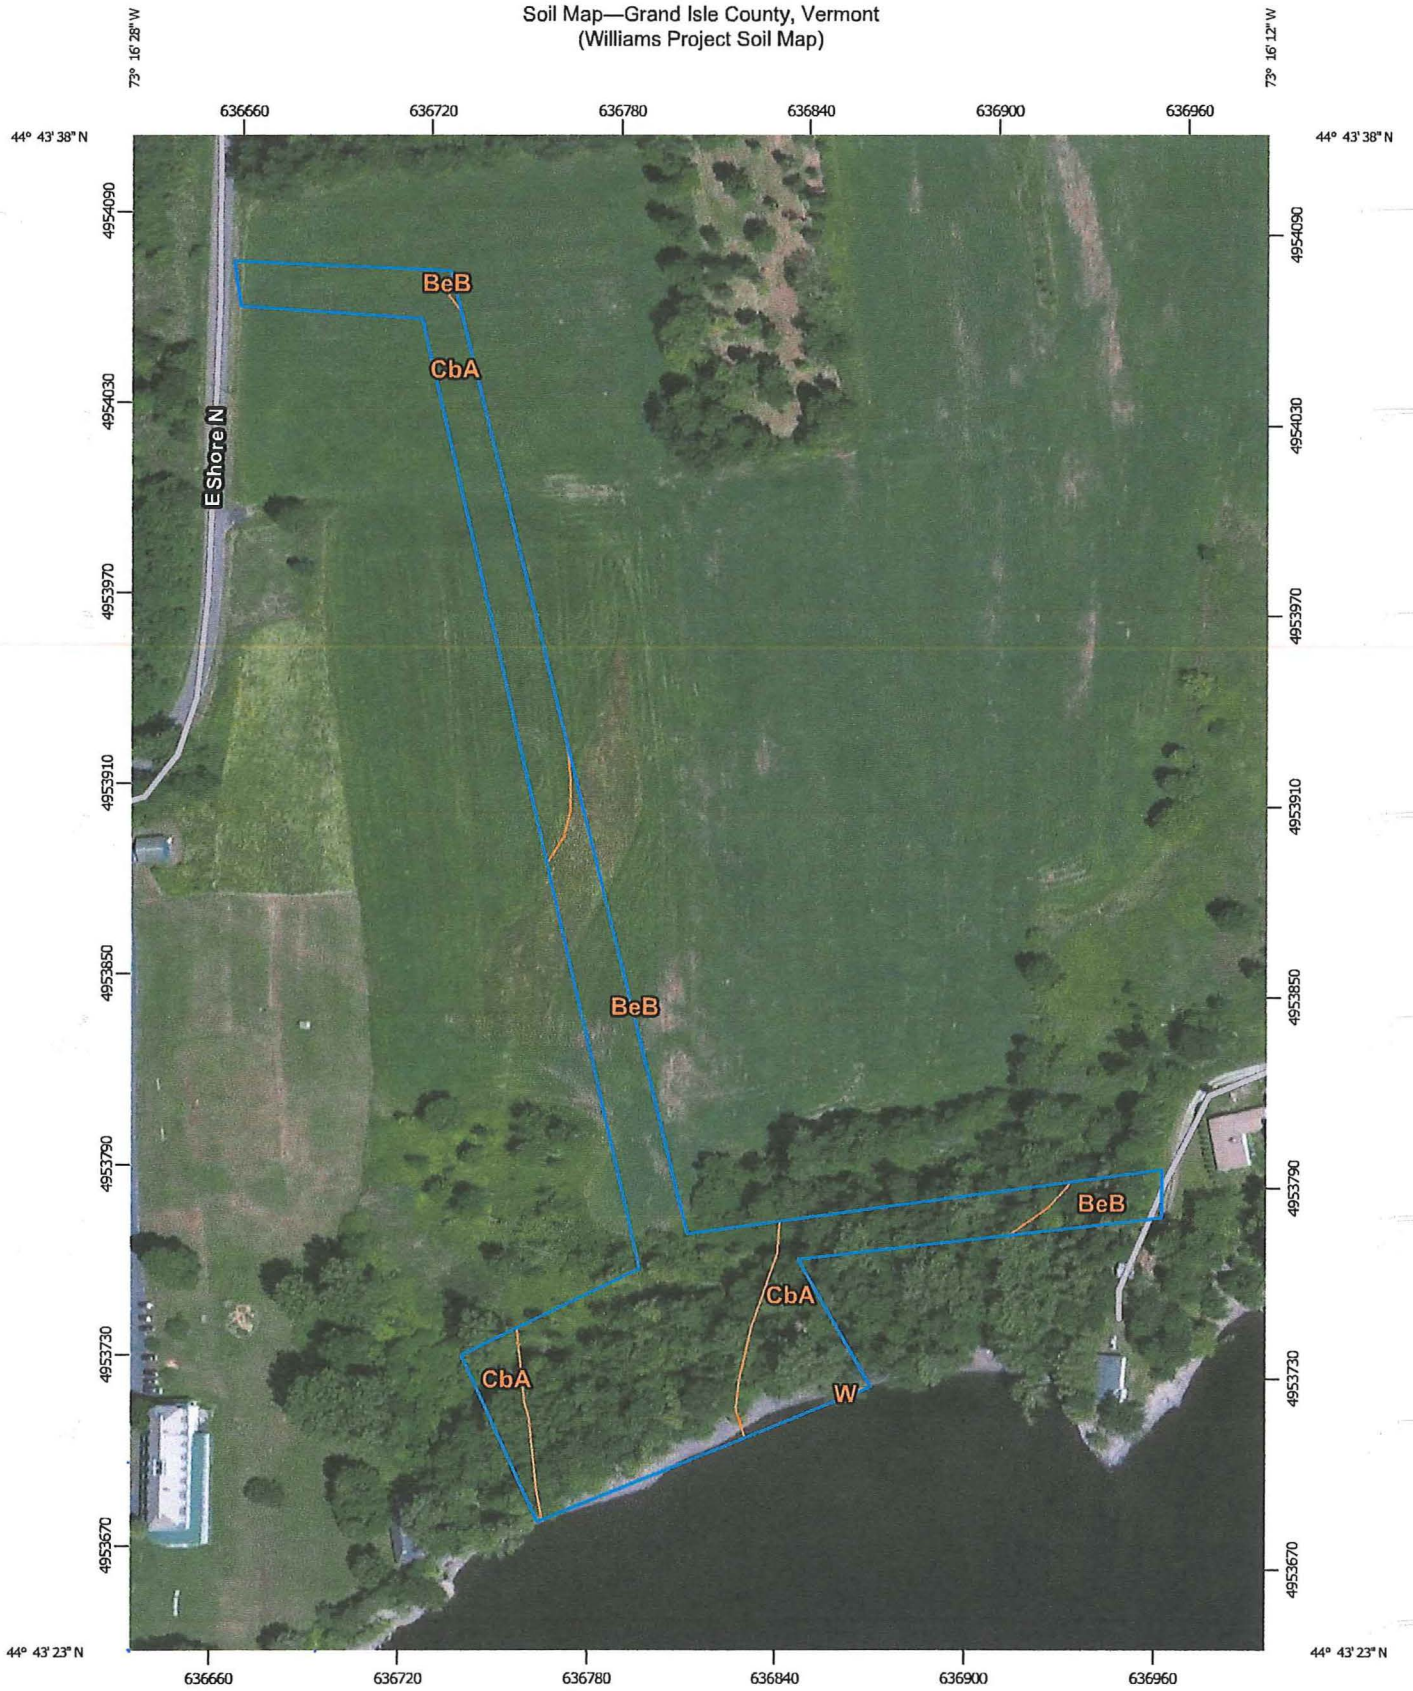 Soil Map—Grand Isle County, Vermont
(Williams Project Soil Map)
73° 16' 28" W
73° 16' 12" W
636660 636720 636780 636840 636900 636960
44° 43' 38" N
44° 43' 38" N
4954090
4954090
BeB
CbA
4954030
4954030
E Shore N
4953970
4953970
4953910
4953910
4953850
4953850
BeB
4953790
4953790
BeB
CbA
4953730
4953730
CbA
W
4953670
4953670
44° 43' 23" N
44° 43' 23" N
636660 636720 636780 636840 636900 636960